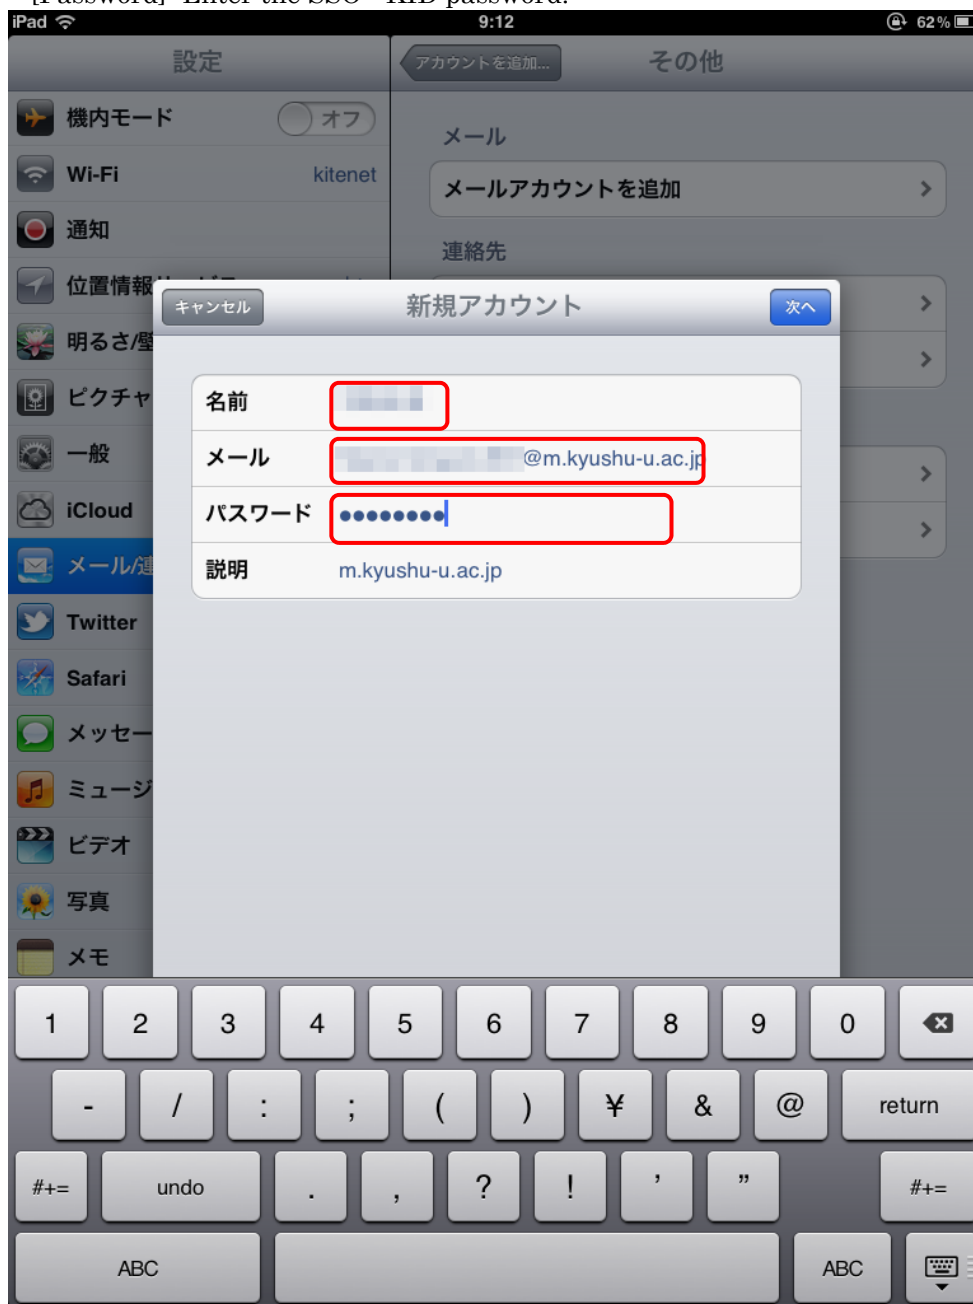 [Password] Enter the SSO-KID password.
iPad 9:12 62%
設定
機内モード オフ
Wi-Fi kitenet
通知
位置情報
明るさ/壁
ピクチャ
一般
iCloud
メール/連
Twitter
Safari
メッセー
ミュージ
ビデオ
写真
メモ
アカウントを追加... その他
メール
メールアカウントを追加
連絡先
キャンセル 新規アカウント 次へ
名前
メール @m.kyushu-u.ac.jp
パスワード ••••••••
説明 m.kyushu-u.ac.jp
1 2 3 4 5 6 7 8 9 0
- / : ; ( ) ¥ & @ return
#+= undo . , ? ! ’ ” #+=
ABC ABC